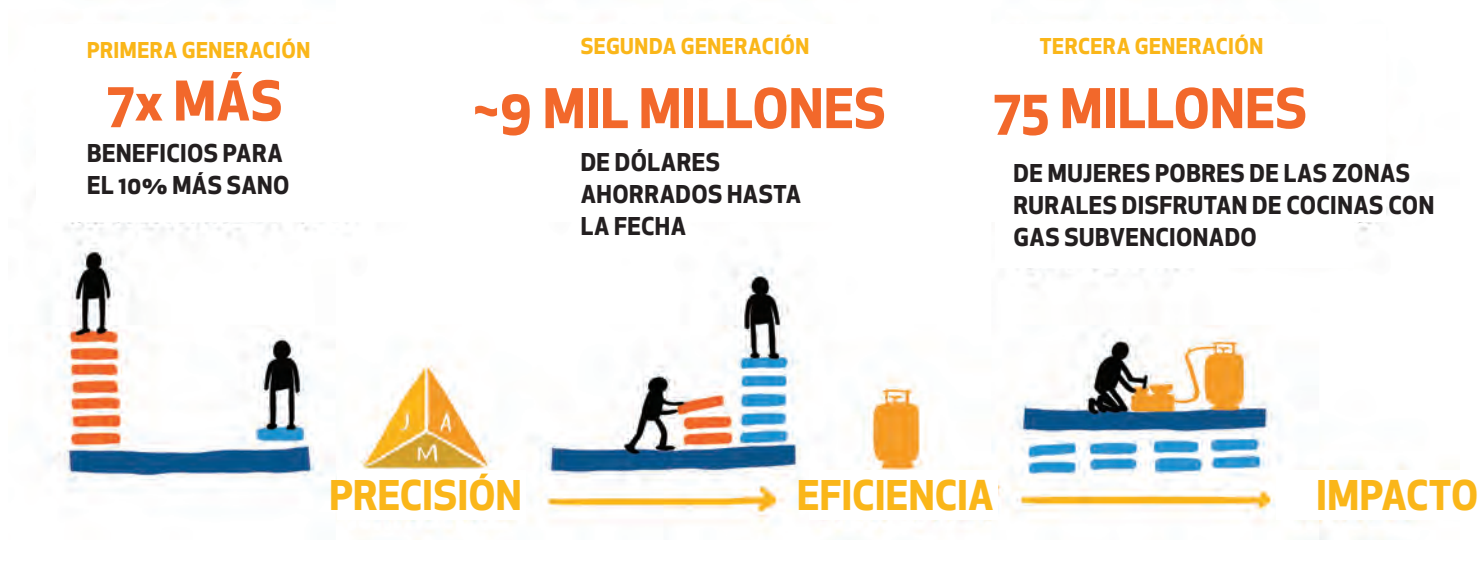 PRIMERA GENERACIÓN
7x MÁS
BENEFICIOS PARA
EL 10% MÁS SANO
SEGUNDA GENERACIÓN
~9 MIL MILLONES
DE DÓLARES
AHORRADOS HASTA
LA FECHA
TERCERA GENERACIÓN
75 MILLONES
DE MUJERES POBRES DE LAS ZONAS
RURALES DISFRUTAN DE COCINAS CON
GAS SUBVENCIONADO
J A
M
PRECISIÓN
EFICIENCIA
IMPACTO